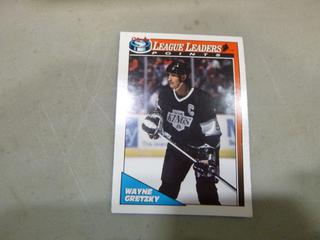 LEAGUE LEADERS
POINTS
C
KINGS
WAYNE
GRETZKY